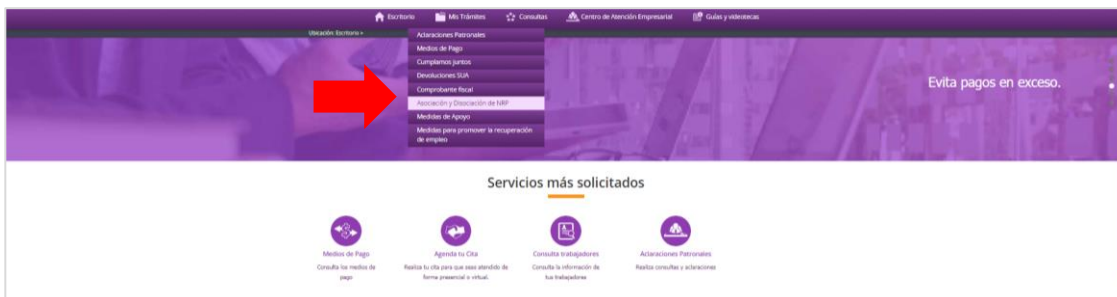 Escritorio Mis Trámites Consultas Centro de Atención Empresarial Guías y videotecas
Ubicación: Escritorio >
Aclaraciones Patronales
Medios de Pago
Cumplamos juntos
Devoluciones SUA
Comprobante fiscal
Asociación y Disociación de NRP
Medidas de Apoyo
Medidas para promover la recuperación
de empleo
Evita pagos en exceso.
Servicios más solicitados
Medios de Pago
Consulta los medios de
pago
Agenda tu Cita
Realiza tu cita para que seas atendido de
forma presencial o virtual.
Consulta trabajadores
Consulta la información de
tus trabajadores
Aclaraciones Patronales
Realiza consultas y aclaraciones